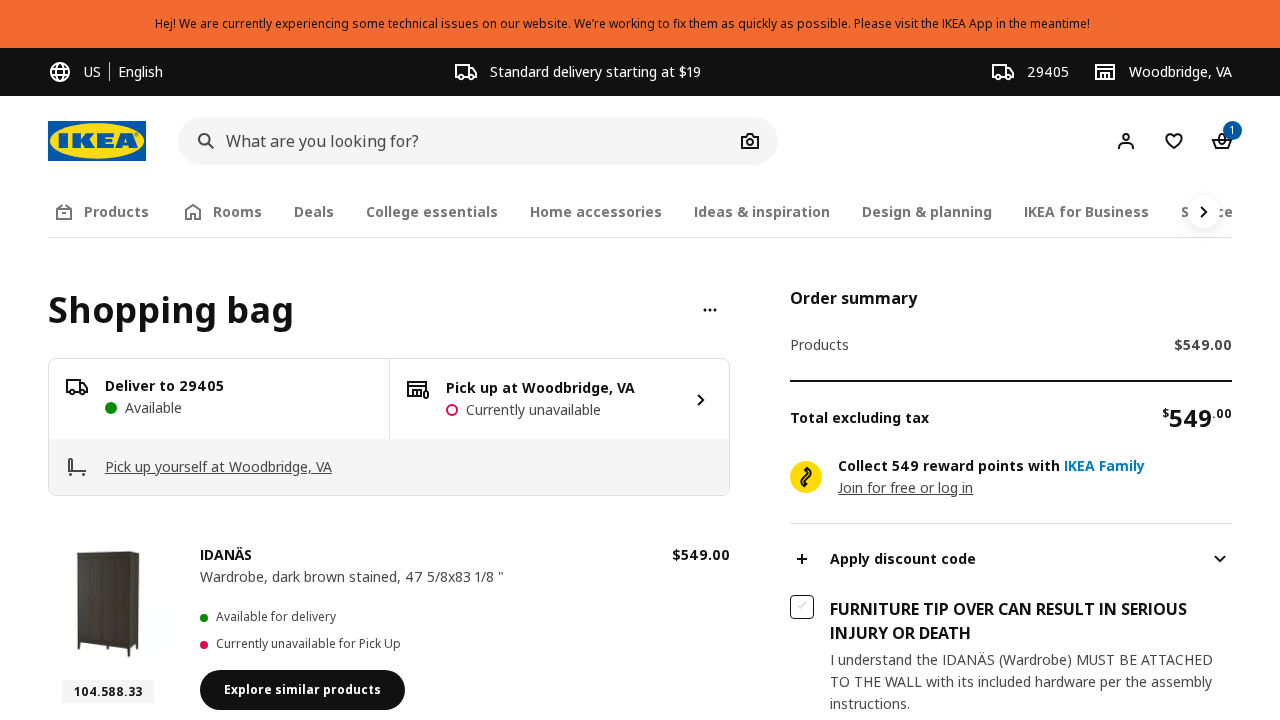 Hej! We are currently experiencing some technical issues on our website. We’re working to fix them as quickly as possible. Please visit the IKEA App in the meantime!
US English
Standard delivery starting at $19
29405
Woodbridge, VA
IKEA
What are you looking for?
1
Products
Rooms
Deals
College essentials
Home accessories
Ideas & inspiration
Design & planning
IKEA for Business
Shopping bag
Deliver to 29405
Available
Pick up at Woodbridge, VA
Currently unavailable
Pick up yourself at Woodbridge, VA
IDANÄS
$549.00
Wardrobe, dark brown stained, 47 5/8x83 1/8 "
Available for delivery
Currently unavailable for Pick Up
104.588.33
Explore similar products
Order summary
Products $549.00
Total excluding tax $549.00
Collect 549 reward points with IKEA Family
Join for free or log in
Apply discount code
FURNITURE TIP OVER CAN RESULT IN SERIOUS
INJURY OR DEATH
I understand the IDANÄS (Wardrobe) MUST BE ATTACHED
TO THE WALL with its included hardware per the assembly
instructions.